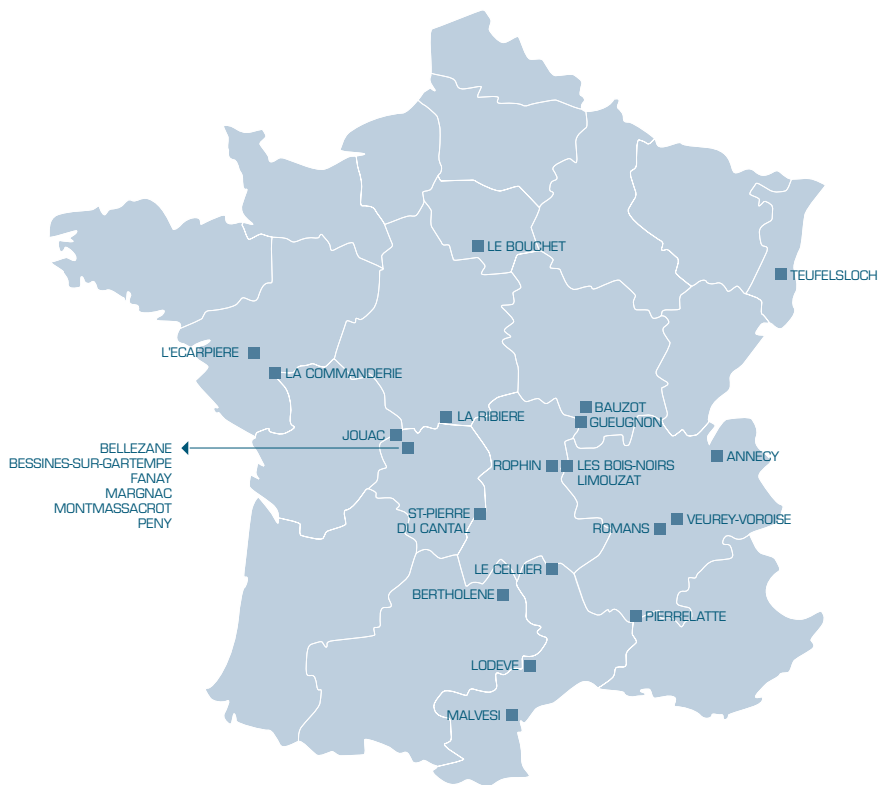 LE BOUCHET
TEUFELSLOCH
L'ECARPIERE
LA COMMANDERIE
BAUZOT
LA RIBIERE
GUEUGNON
JOUAC
BELLEZANE
BESSINES-SUR-GARTEMPE
FANAY
MARGNAC
MONTMASSACROT
PENY
ANNECY
ROPHIN
LES BOIS-NOIRS
LIMOUZAT
ST-PIERRE
DU CANTAL
VEUREY-VOROISE
ROMANS
LE CELLIER
BERTHOLENE
PIERRELATTE
LODEVE
MALVESI